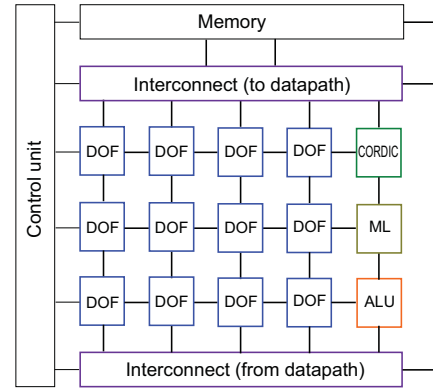 Memory
Interconnect (to datapath)
Control unit
DOF DOF DOF DOF CORDIC
DOF DOF DOF DOF ML
DOF DOF DOF DOF ALU
Interconnect (from datapath)